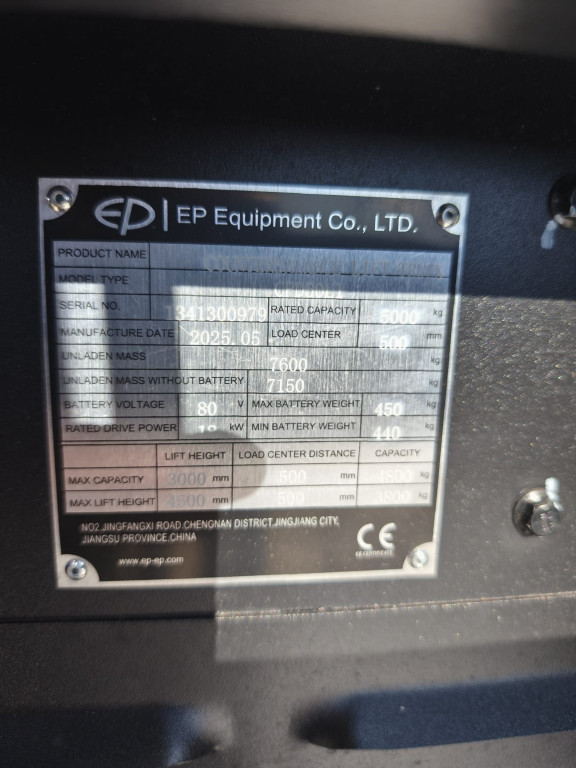 EP | EP Equipment Co., LTD.
PRODUCT NAME
MODEL TYPE
SERIAL NO. 341300979 RATED CAPACITY 5000 kg
MANUFACTURE DATE 2025.05 LOAD CENTER 500 mm
UNLADEN MASS 7600 kg
UNLADEN MASS WITHOUT BATTERY 7150 kg
BATTERY VOLTAGE 80 V MAX BATTERY WEIGHT 450 kg
RATED DRIVE POWER kW MIN BATTERY WEIGHT 440 kg
LIFT HEIGHT LOAD CENTER DISTANCE CAPACITY
MAX CAPACITY 3000 mm 500 mm 4800 kg
MAX LIFT HEIGHT 4500 mm 500 mm 3800 kg
NO2.JINGFANGXI ROAD.CHENGNAN DISTRICT.JINGJIANG CITY,
JIANGSU PROVINCE.CHINA
www.ep-ep.com
CE